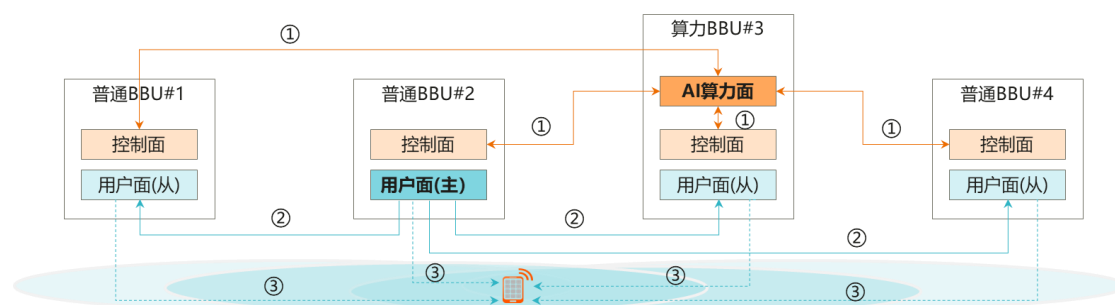 算力BBU#3
①
普通BBU#1
普通BBU#2
AI算力面
普通BBU#4
①
①
①
控制面
控制面
控制面
控制面
用户面(从)
用户面(主)
用户面(从)
用户面(从)
②
②
②
③
③
③
③